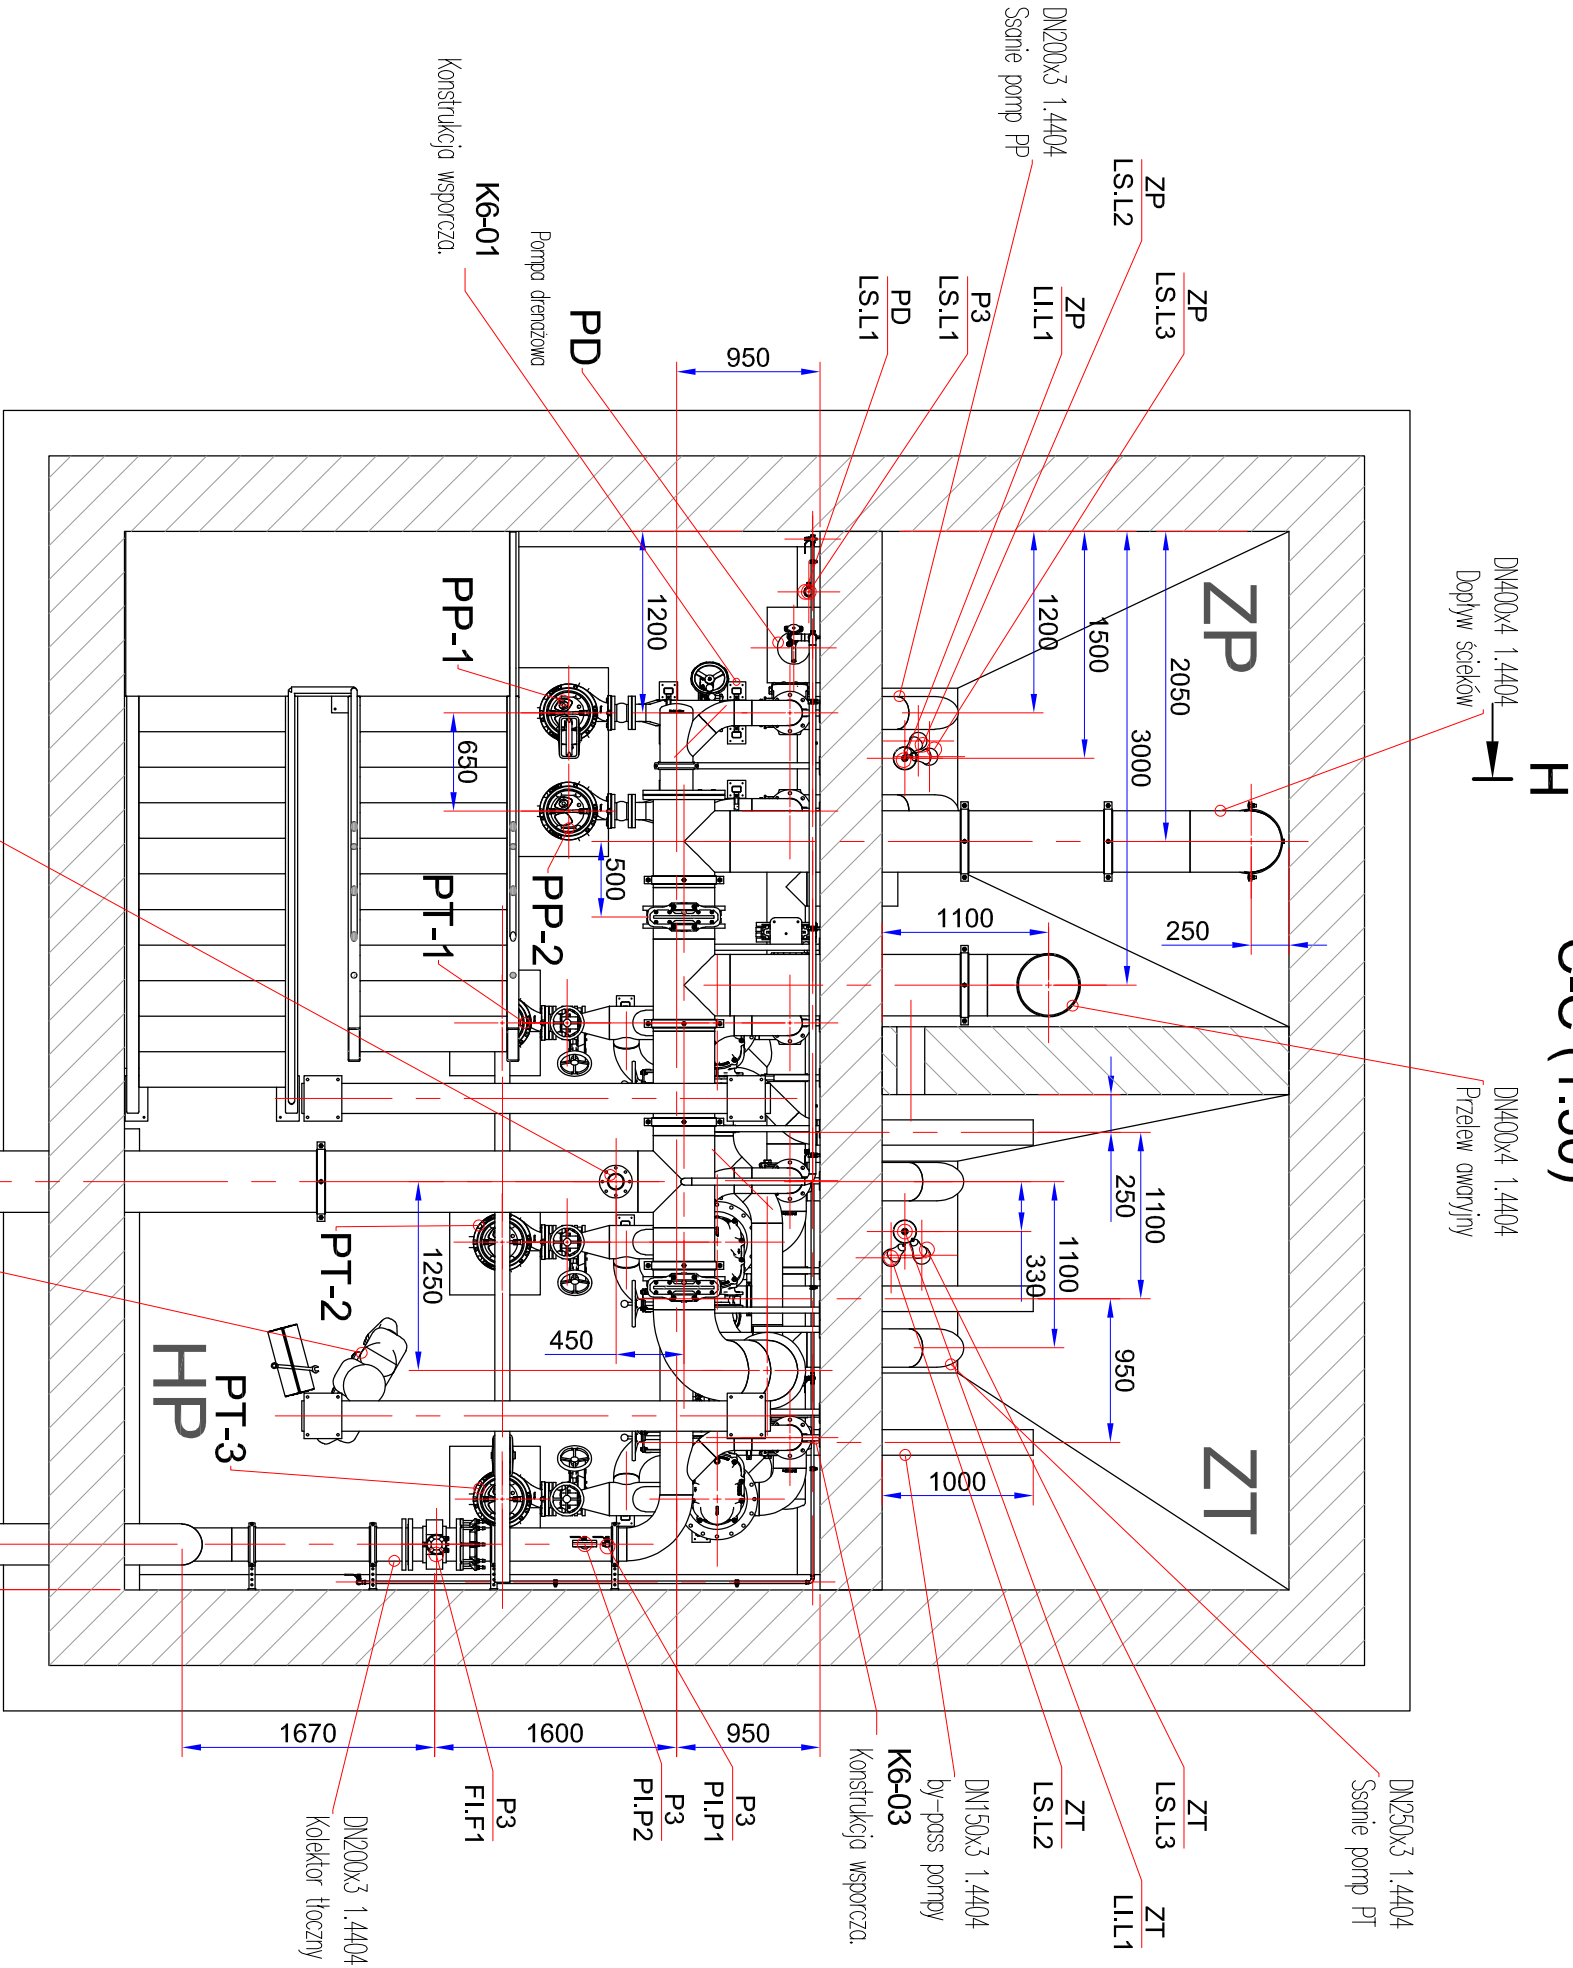 C-C (1:50)
H
DN400x4 1.4404
Dopływ ścieków
DN400x4 1.4404
Przelew awaryjny
DN250x3 1.4404
Ssanie pomp PT
DN200x3 1.4404
Ssanie pomp PP
ZP
LS.L2
ZP
LS.L3
ZP
LI.L1
P3
LS.L1
PD
LS.L1
PD
Pompa drenażowa
K6-01
Konstrukcja wsporcza.
ZP
ZT
HP
2050
1500
1200
3000
250
1100
1100
250
1100
330
950
1000
950
1200
650
500
1250
450
PP-1
PP-2
PT-1
PT-2
PT-3
950
1600
1670
ZT
LS.L3
ZT
LI.L1
ZT
LS.L2
DN150x3 1.4404
by-pass pompy
K6-03
Konstrukcja wsporcza.
P3
PI.P1
P3
PI.P2
P3
FI.F1
DN200x3 1.4404
Kolektor tłoczny